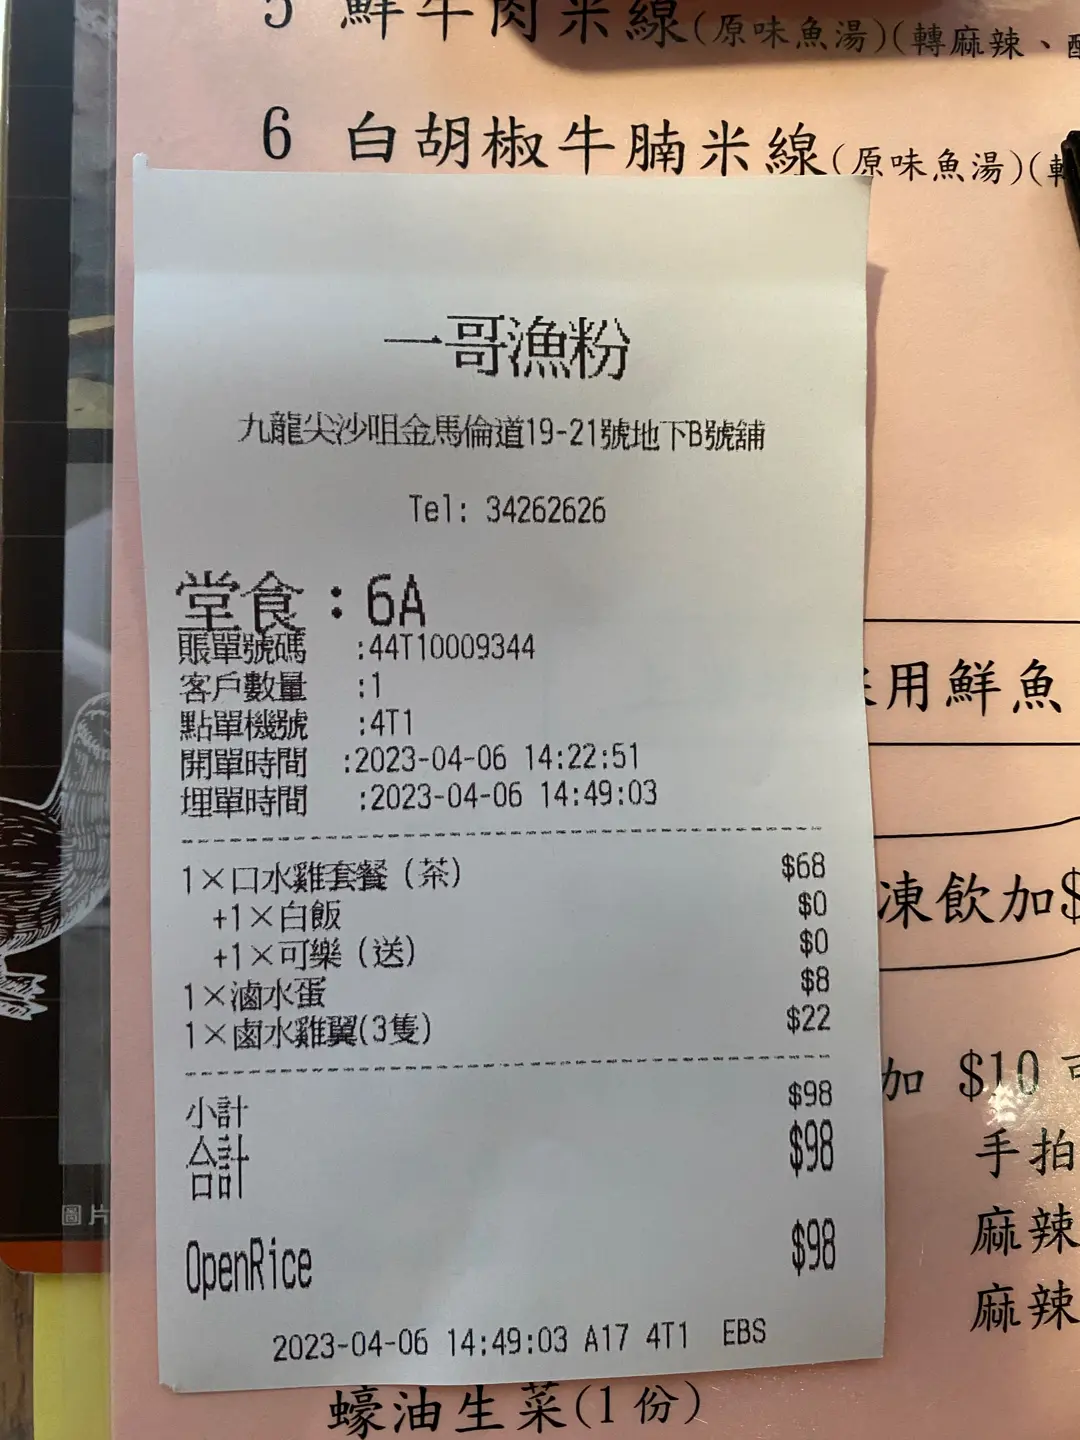 5 鮮牛肉米線(原味魚湯)(轉麻辣、
6 白胡椒牛腩米線(原味魚湯)(轉
一哥漁粉
九龍尖沙咀金馬倫道19-21號地下B號舖
Tel: 34262626
堂食：6A
賬單號碼 :44T10009344
客戶數量 :1
點單機號 :4T1
開單時間 :2023-04-06 14:22:51
埋單時間 :2023-04-06 14:49:03
1×口水雞套餐（茶） $68
+1×白飯 $0
+1×可樂（送） $0
1×滷水蛋 $8
1×鹵水雞翼(3隻) $22
小計 $98
合計 $98
OpenRice $98
2023-04-06 14:49:03 A17 4T1 EBS
用鮮魚
凍飲加$
加 $10 可
手拍
麻辣
麻辣
圖片
蠔油生菜(1份)